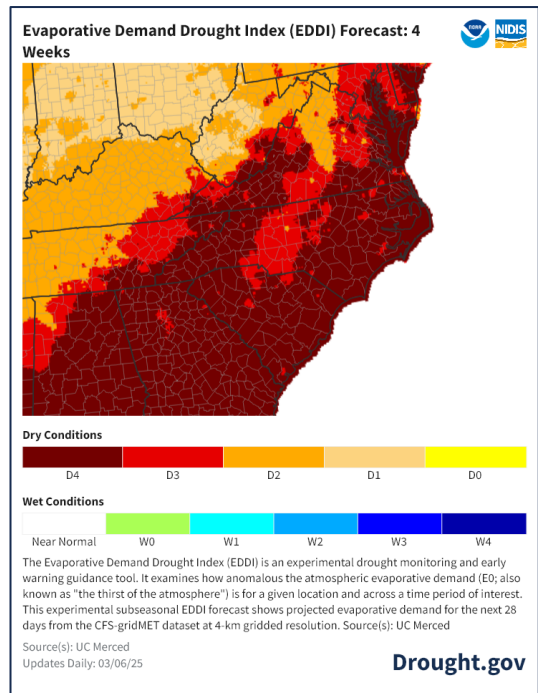 Evaporative Demand Drought Index (EDDI) Forecast: 4
Weeks
NOAA
NIDIS
Dry Conditions
D4 D3 D2 D1 D0
Wet Conditions
Near Normal W0 W1 W2 W3 W4
The Evaporative Demand Drought Index (EDDI) is an experimental drought monitoring and early
warning guidance tool. It examines how anomalous the atmospheric evaporative demand (E0; also
known as "the thirst of the atmosphere") is for a given location and across a time period of interest.
This experimental subseasonal EDDI forecast shows projected evaporative demand for the next 28
days from the CFS-gridMET dataset at 4-km gridded resolution. Source(s): UC Merced
Source(s): UC Merced
Updates Daily: 03/06/25
Drought.gov